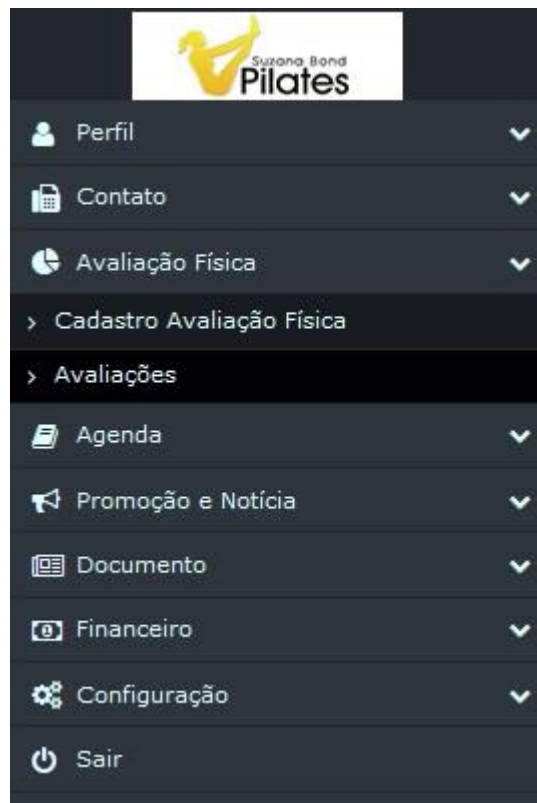 Suzana Bond
Pilates
Perfil
Contato
Avaliação Física
Cadastro Avaliação Física
Avaliações
Agenda
Promoção e Notícia
Documento
Financeiro
Configuração
Sair